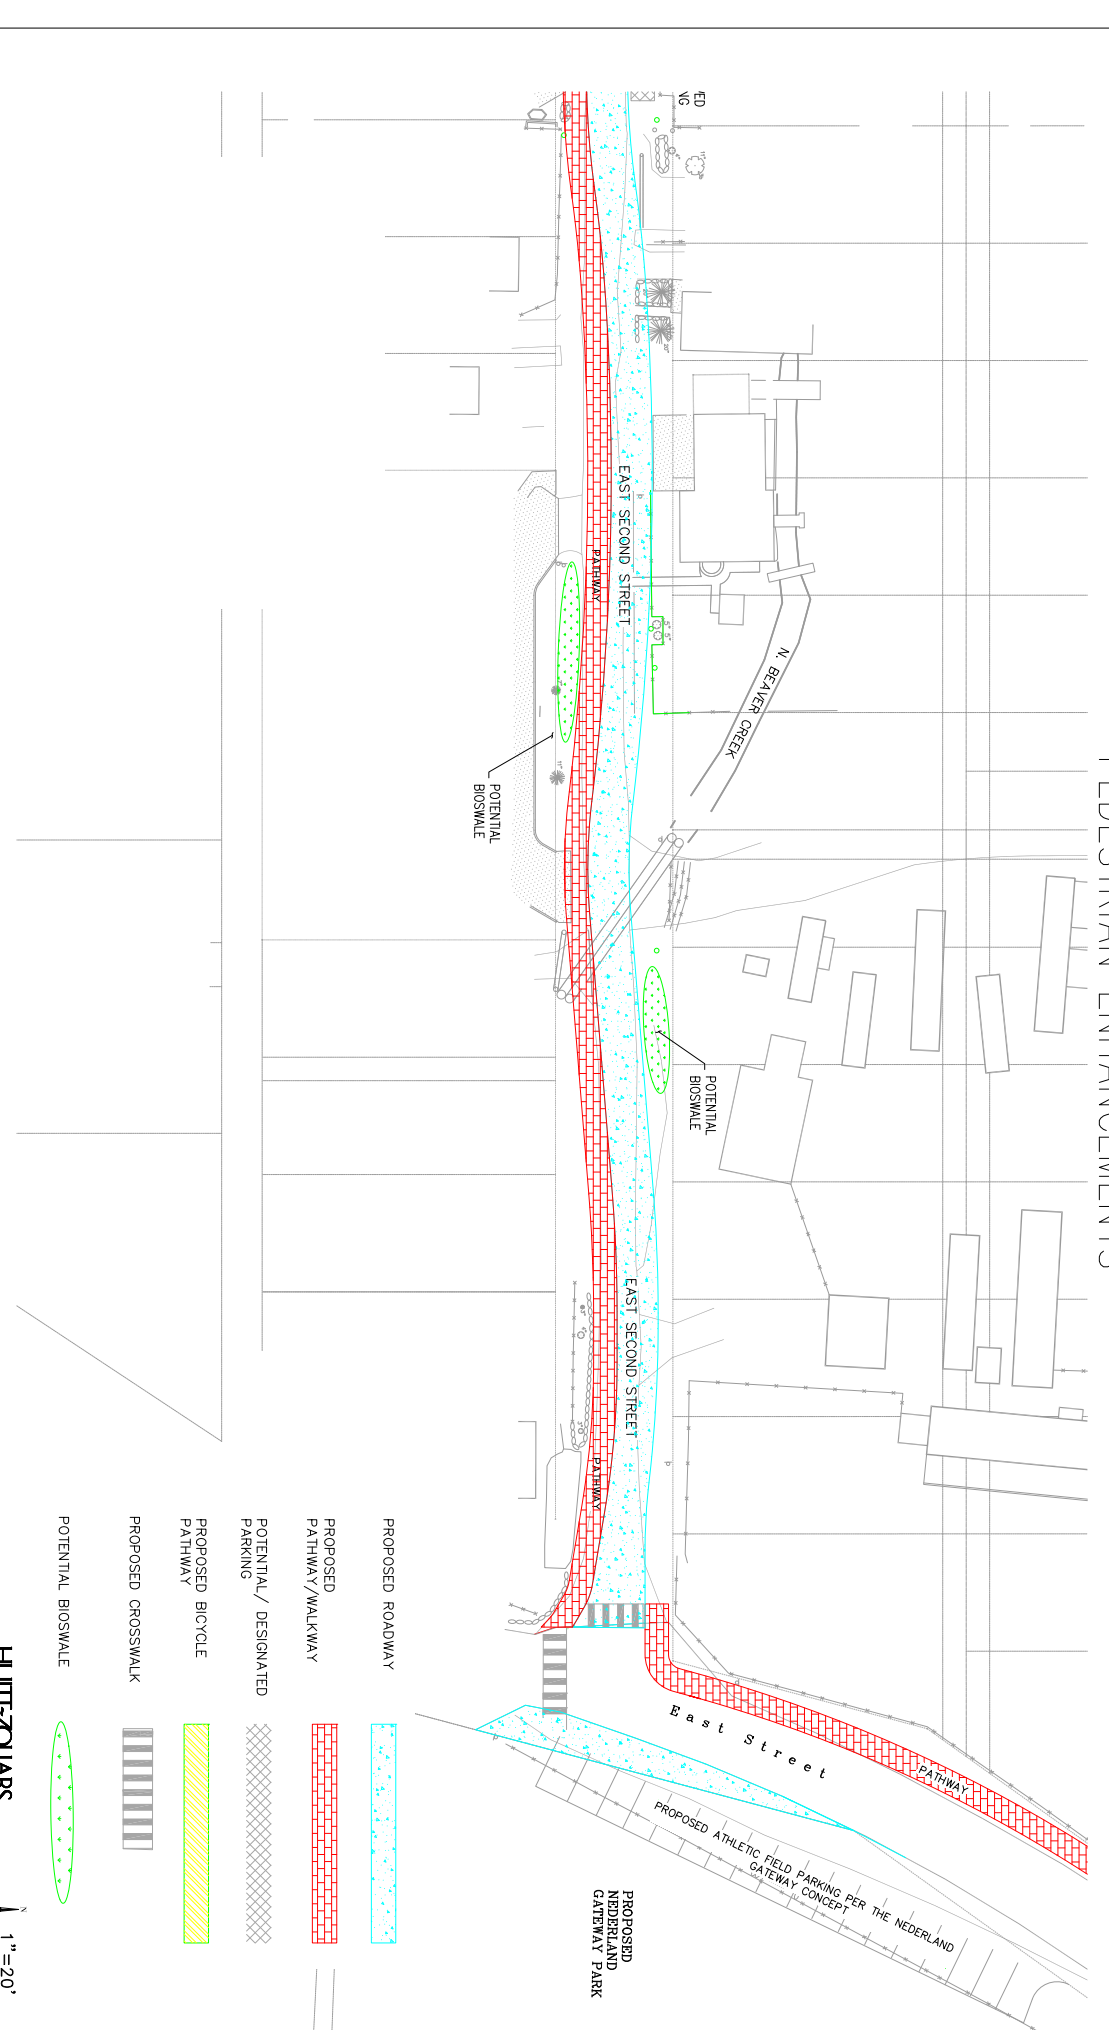 PEDESTRIAN ENHANCEMENTS
EAST SECOND STREET
PATHWAY
N. BEAVER CREEK
POTENTIAL
BIOSWALE
POTENTIAL
BIOSWALE
EAST SECOND STREET
PATHWAY
East Street
PATHWAY
PROPOSED ATHLETIC FIELD PARKING PER THE NEDERLAND
GATEWAY CONCEPT
PROPOSED
NEDERLAND
GATEWAY PARK
PROPOSED ROADWAY
PROPOSED
PATHWAY/WALKWAY
POTENTIAL/ DESIGNATED
PARKING
PROPOSED BICYCLE
PATHWAY
PROPOSED CROSSWALK
POTENTIAL BIOSWALE
N
1"=20'